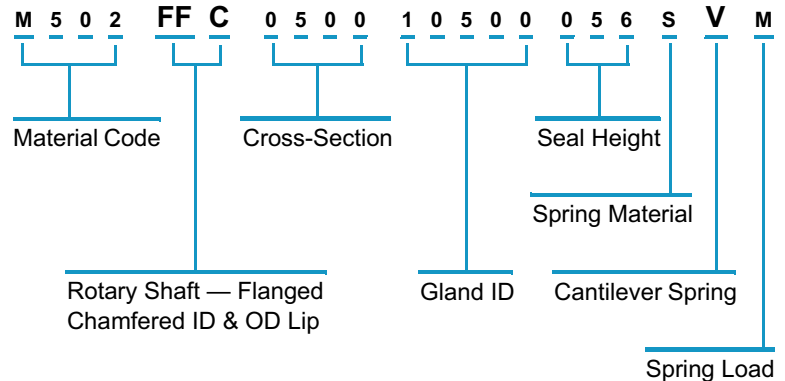 M 5 0 2 FF C 0 5 0 0 1 0 5 0 0 0 5 6 S V M
Material Code
Cross-Section
Seal Height
Spring Material
Rotary Shaft — Flanged
Chamfered ID & OD Lip
Gland ID
Cantilever Spring
Spring Load